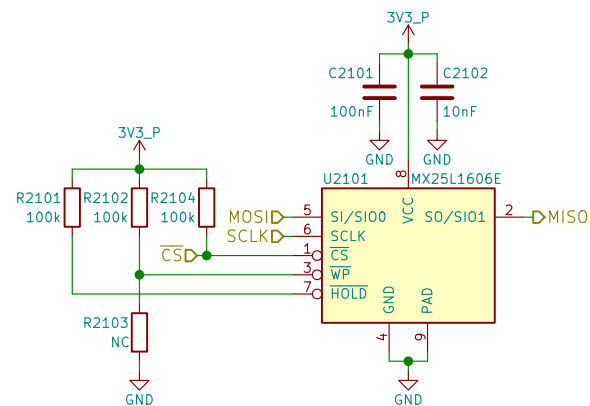 3V3_P
C2101
100nF
C2102
10nF
GND
GND
3V3_P
R2101
100k
R2102
100k
R2104
100k
U2101
MX25L1606E
8
VCC
MOSI
5
SI/SIO0
SO/SIO1
2
MISO
SCLK
6
SCLK
CS
1
CS
3
WP
7
HOLD
GND
PAD
4
9
R2103
NC
GND
GND